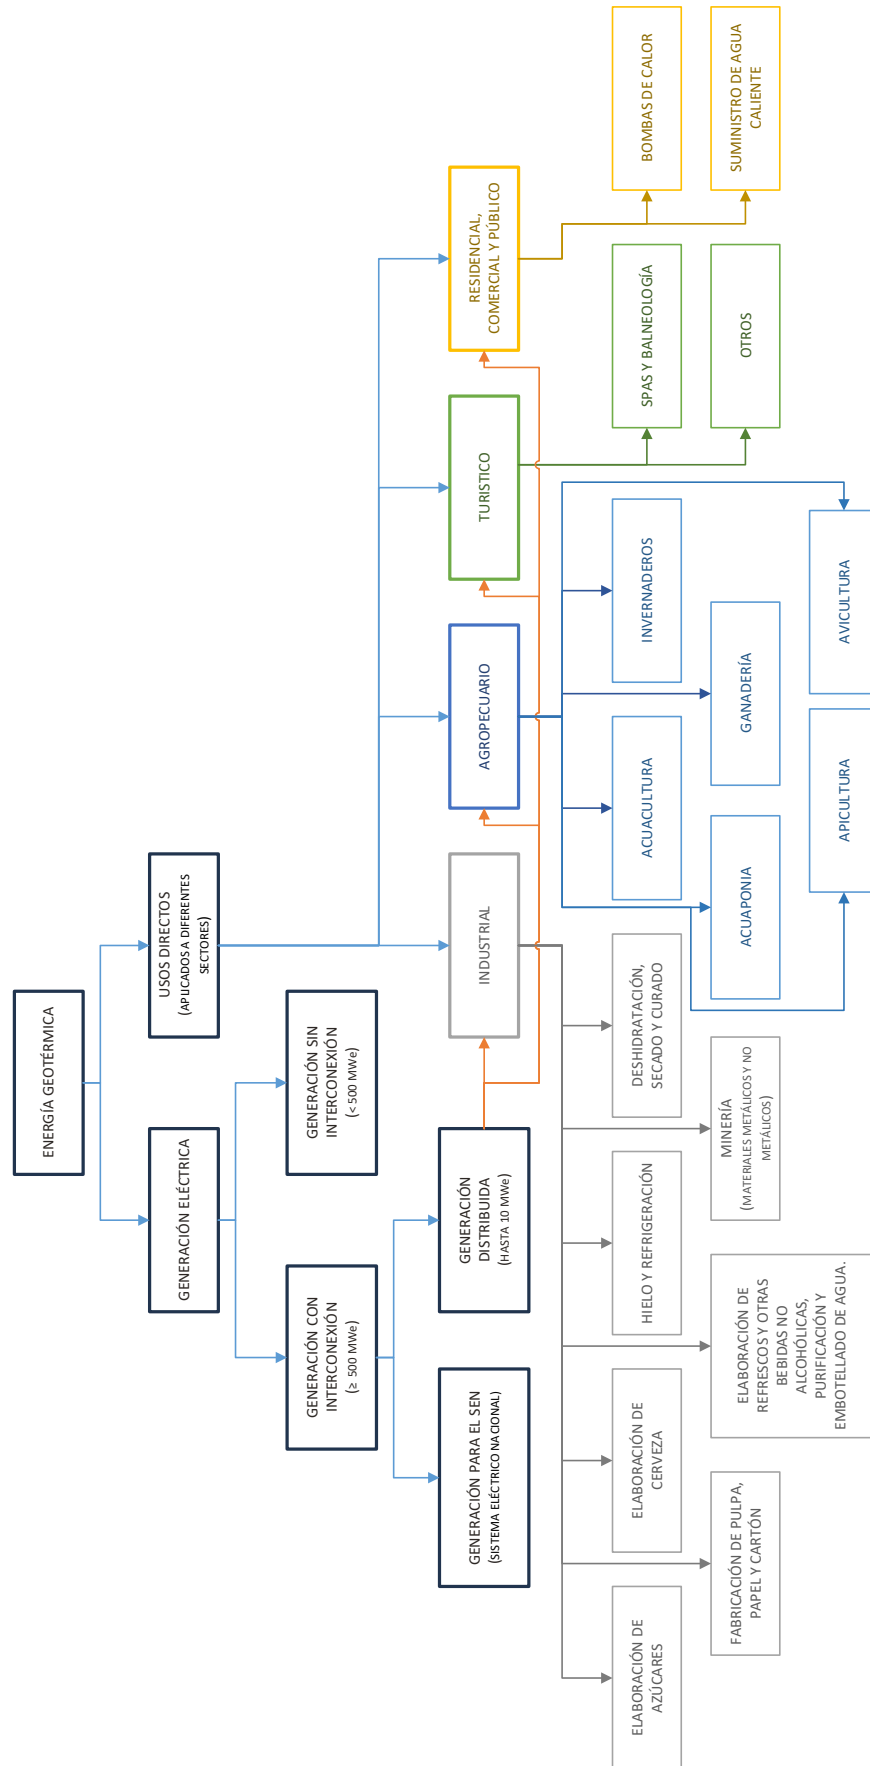 ENERGÍA GEOTÉRMICA
GENERACIÓN ELÉCTRICA
USOS DIRECTOS
(APLICADOS A DIFERENTES
SECTORES)
GENERACIÓN CON
INTERCONEXIÓN
(≥ 500 MWe)
GENERACIÓN SIN
INTERCONEXIÓN
(< 500 MWe)
GENERACIÓN PARA EL SEN
(SISTEMA ELÉCTRICO NACIONAL)
GENERACIÓN
DISTRIBUIDA
(HASTA 10 MWe)
INDUSTRIAL
AGROPECUARIO
TURISTICO
RESIDENCIAL,
COMERCIAL Y PÚBLICO
ELABORACIÓN DE
AZÚCARES
ELABORACIÓN DE
CERVEZA
HIELO Y REFRIGERACIÓN
DESHIDRATACIÓN,
SECADO Y CURADO
ACUACULTURA
INVERNADEROS
SPAS Y BALNEOLOGÍA
BOMBAS DE CALOR
FABRICACIÓN DE PULPA,
PAPEL Y CARTÓN
ELABORACIÓN DE
REFRESCOS Y OTRAS
BEBIDAS NO
ALCOHÓLICAS,
PURIFICACIÓN Y
EMBOTELLADO DE AGUA.
MINERÍA
(MATERIALES METÁLICOS Y NO
METÁLICOS)
ACUAPONIA
GANADERÍA
OTROS
SUMINISTRO DE AGUA
CALIENTE
APICULTURA
AVICULTURA